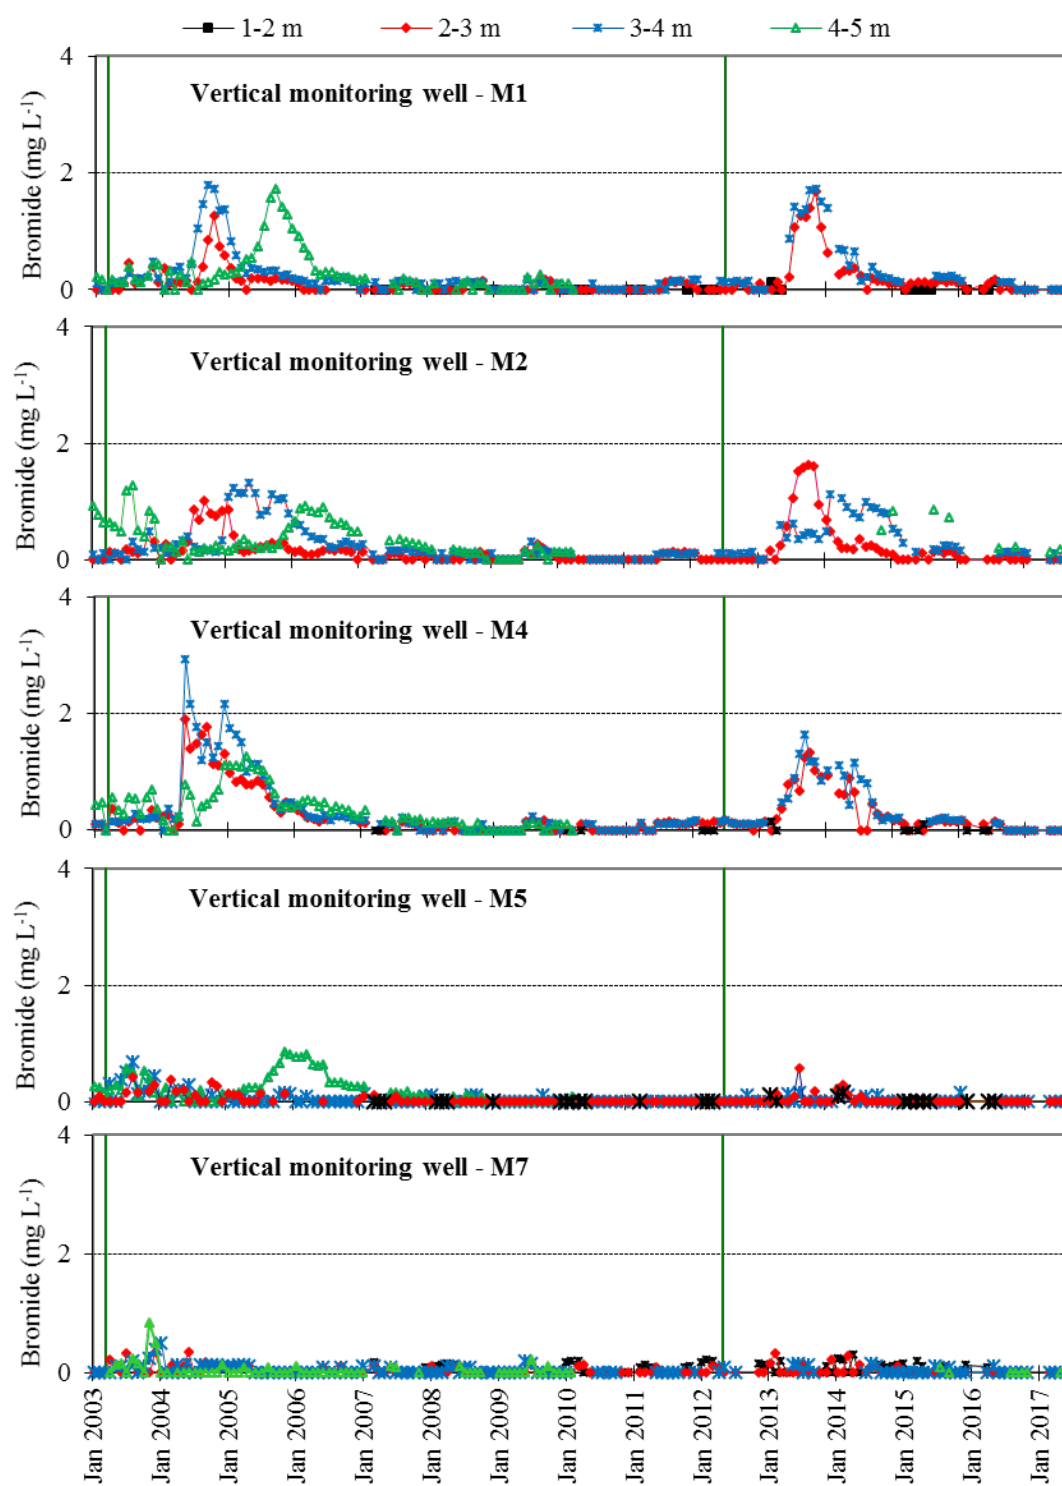 1-2 m 2-3 m 3-4 m 4-5 m
4
Vertical monitoring well - M1
2
0
Bromide (mg L⁻¹)
4
Vertical monitoring well - M2
2
0
Bromide (mg L⁻¹)
4
Vertical monitoring well - M4
2
0
Bromide (mg L⁻¹)
4
Vertical monitoring well - M5
2
0
Bromide (mg L⁻¹)
4
Vertical monitoring well - M7
2
0
Bromide (mg L⁻¹)
Jan 2003 Jan 2004 Jan 2005 Jan 2006 Jan 2007 Jan 2008 Jan 2009 Jan 2010 Jan 2011 Jan 2012 Jan 2013 Jan 2014 Jan 2015 Jan 2016 Jan 2017